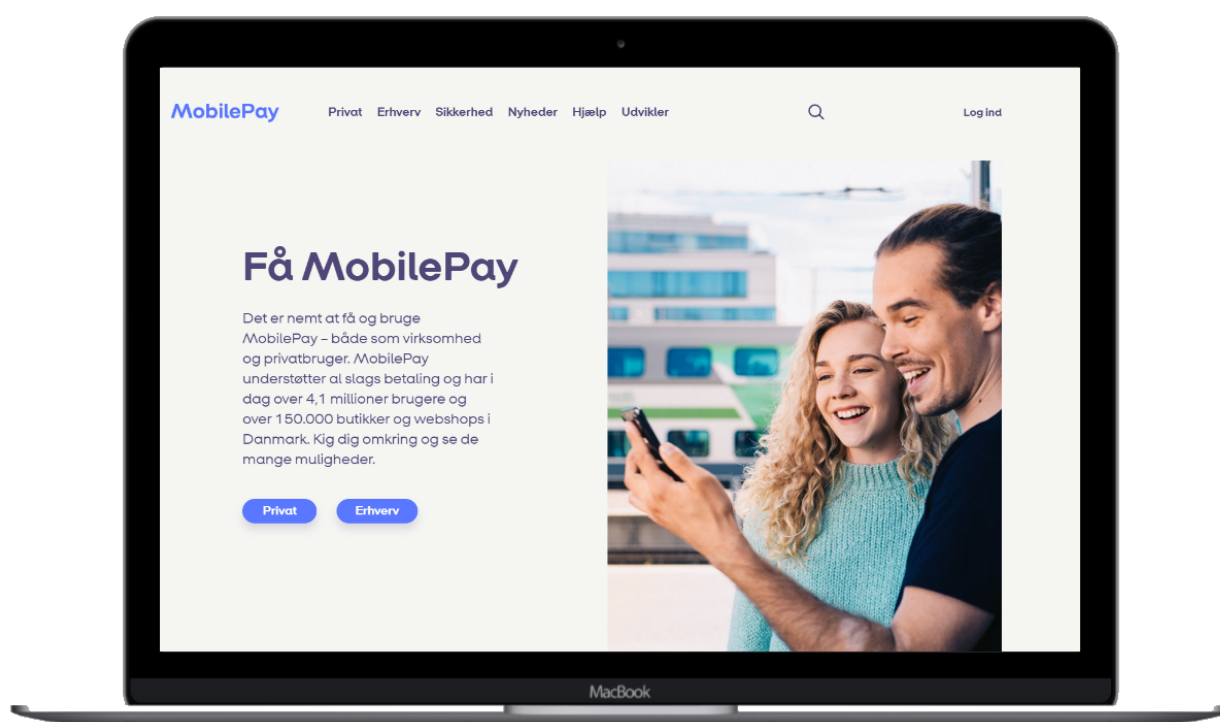 MobilePay
Privat Erhverv Sikkerhed Nyheder Hjælp Udvikler
Log ind
Få MobilePay
Det er nemt at få og bruge
MobilePay – både som virksomhed
og privatbruger. MobilePay
understøtter al slags betaling og har i
dag over 4,1 millioner brugere og
over 150.000 butikker og webshops i
Danmark. Kig dig omkring og se de
mange muligheder.
Privat Erhverv
MacBook